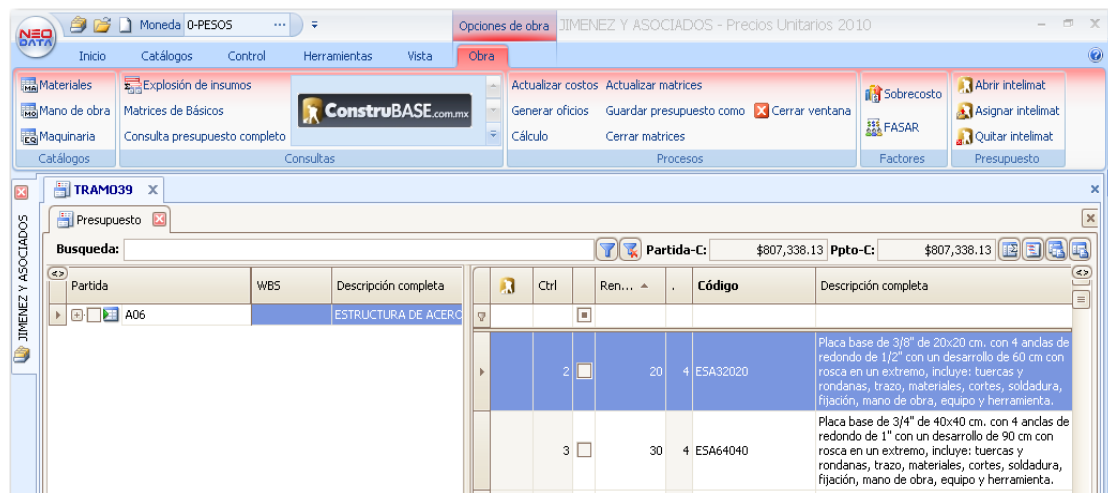 NEO DATA
Moneda 0-PESOS ...
Opciones de obra
JIMENEZ Y ASOCIADOS - Precios Unitarios 2010
Inicio Catálogos Control Herramientas Vista Obra
Materiales
Mano de obra
Maquinaria
Catálogos
Explosión de insumos
Matrices de Básicos
Consulta presupuesto completo
ConstruBASE.com.mx
Consultas
Actualizar costos Actualizar matrices
Generar oficios Guardar presupuesto como Cerrar ventana
Cálculo Cerrar matrices
Procesos
Sobrecosto
FASAR
Factores
Abrir intelimat
Asignar intelimat
Quitar intelimat
Presupuesto
JIMENEZ Y ASOCIADOS
TRAMO39
Presupuesto
Busqueda: Partida-C: $807,338.13 Ppto-C: $807,338.13
Partida WBS Descripción completa
A06 ESTRUCTURA DE ACERO
Ctrl Ren... . Código Descripción completa
2 20 4 ESA32020
Placa base de 3/8" de 20x20 cm. con 4 anclas de
redondo de 1/2" con un desarrollo de 60 cm con
rosca en un extremo, incluye: tuercas y
rondanas, trazo, materiales, cortes, soldadura,
fijación, mano de obra, equipo y herramienta.
3 30 4 ESA64040
Placa base de 3/4" de 40x40 cm. con 4 anclas de
redondo de 1" con un desarrollo de 90 cm con
rosca en un extremo, incluye: tuercas y
rondanas, trazo, materiales, cortes, soldadura,
fijación, mano de obra, equipo y herramienta.